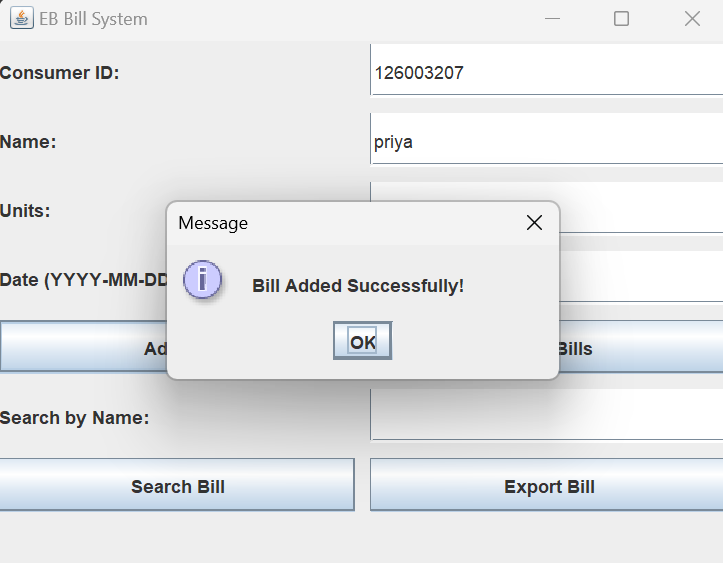 EB Bill System
Consumer ID: 126003207
Name: priya
Units:
Message
Date (YYYY-MM-DD
Bill Added Successfully!
OK
Ad
Bills
Search by Name:
Search Bill Export Bill